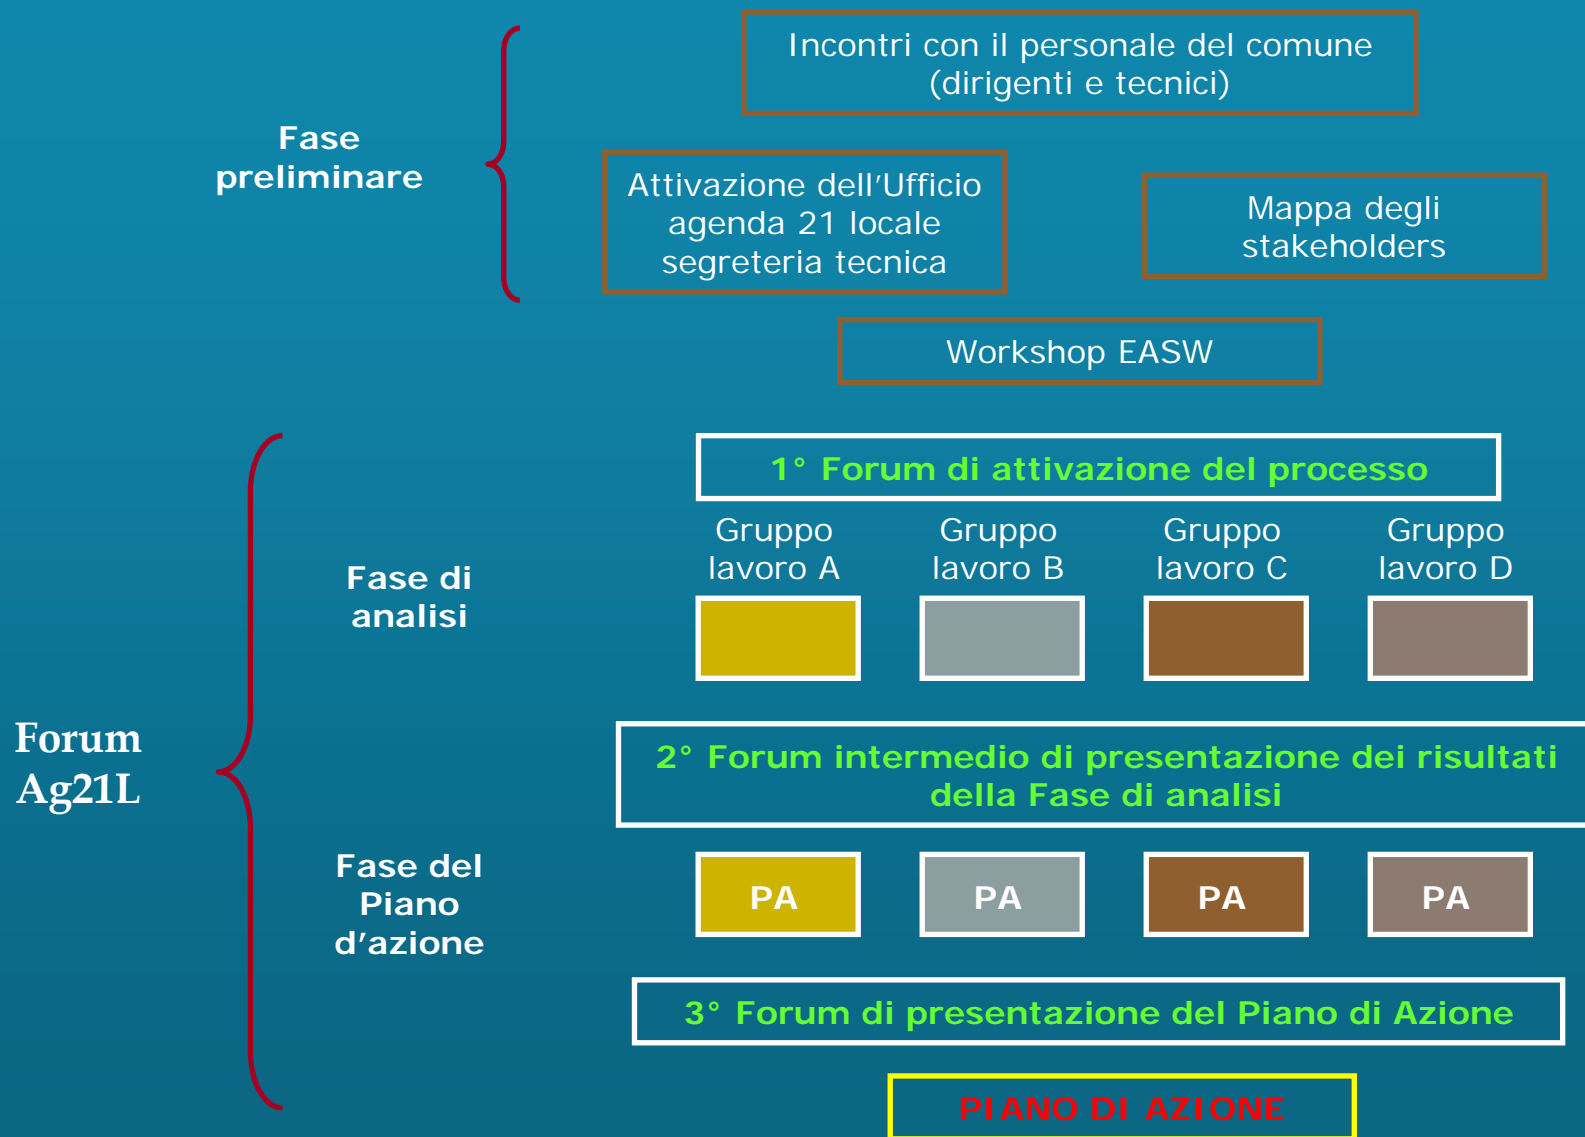 Incontri con il personale del comune
(dirigenti e tecnici)
Fase
preliminare
Attivazione dell'Ufficio
agenda 21 locale
segreteria tecnica
Mappa degli
stakeholders
Workshop EASW
1° Forum di attivazione del processo
Gruppo
lavoro A
Gruppo
lavoro B
Gruppo
lavoro C
Gruppo
lavoro D
Fase di
analisi
Forum
Ag21L
2° Forum intermedio di presentazione dei risultati
della Fase di analisi
Fase del
Piano
d'azione
PA
PA
PA
PA
3° Forum di presentazione del Piano di Azione
PIANO DI AZIONE